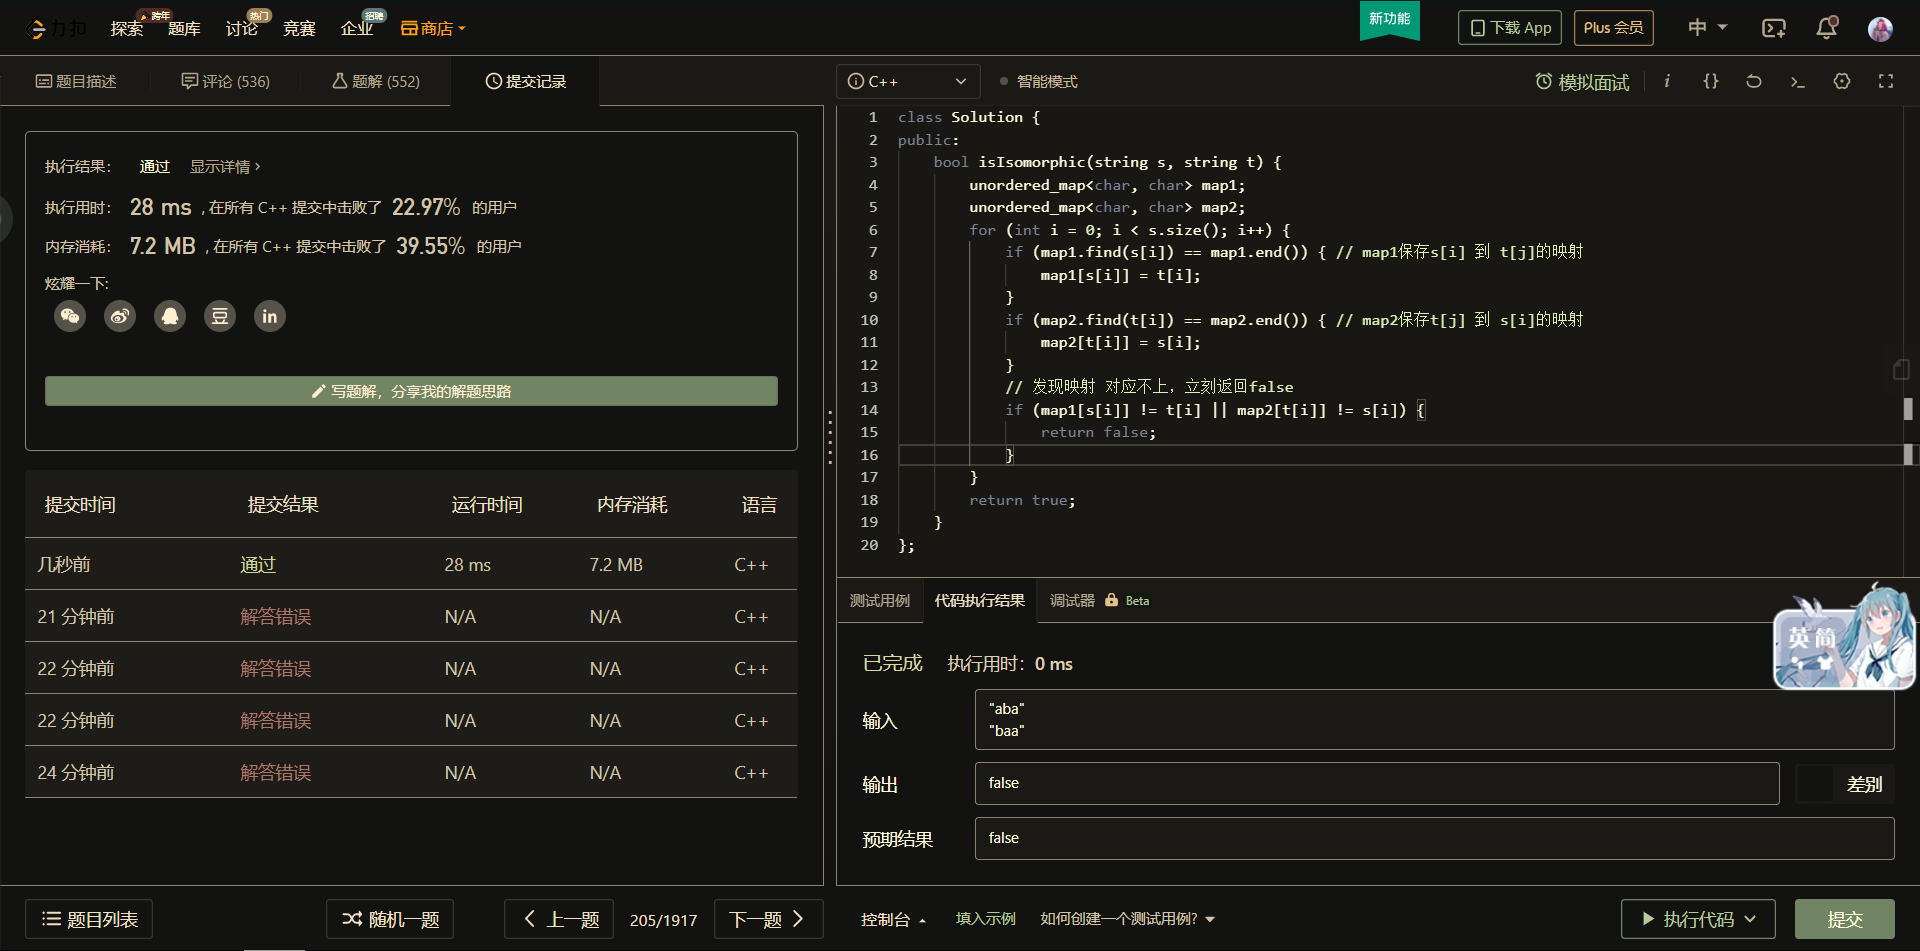 力扣 探索 跨年 题库 讨论 热门 竞赛 企业 招聘 商店 新功能 下载 App Plus 会员 中
题目描述 评论 (536) 题解 (552) 提交记录
执行结果： 通过 显示详情 ›
执行用时： 28 ms , 在所有 C++ 提交中击败了 22.97% 的用户
内存消耗： 7.2 MB , 在所有 C++ 提交中击败了 39.55% 的用户
炫耀一下:
豆 in
写题解，分享我的解题思路
提交时间 提交结果 运行时间 内存消耗 语言
几秒前 通过 28 ms 7.2 MB C++
21 分钟前 解答错误 N/A N/A C++
22 分钟前 解答错误 N/A N/A C++
22 分钟前 解答错误 N/A N/A C++
24 分钟前 解答错误 N/A N/A C++
题目列表 随机一题 上一题 205/1917 下一题
C++ 智能模式 模拟面试 i {}
1 class Solution {
2 public:
3 bool isIsomorphic(string s, string t) {
4 unordered_map<char, char> map1;
5 unordered_map<char, char> map2;
6 for (int i = 0; i < s.size(); i++) {
7 if (map1.find(s[i]) == map1.end()) { // map1保存s[i] 到 t[j]的映射
8 map1[s[i]] = t[i];
9 }
10 if (map2.find(t[i]) == map2.end()) { // map2保存t[j] 到 s[i]的映射
11 map2[t[i]] = s[i];
12 }
13 // 发现映射 对应不上，立刻返回false
14 if (map1[s[i]] != t[i] || map2[t[i]] != s[i]) {
15 return false;
16 }
17 }
18 return true;
19 }
20 };
测试用例 代码执行结果 调试器 Beta
英 简
已完成 执行用时：0 ms
输入
"aba"
"baa"
输出 false 差别
预期结果 false
控制台 填入示例 如何创建一个测试用例? 执行代码 提交